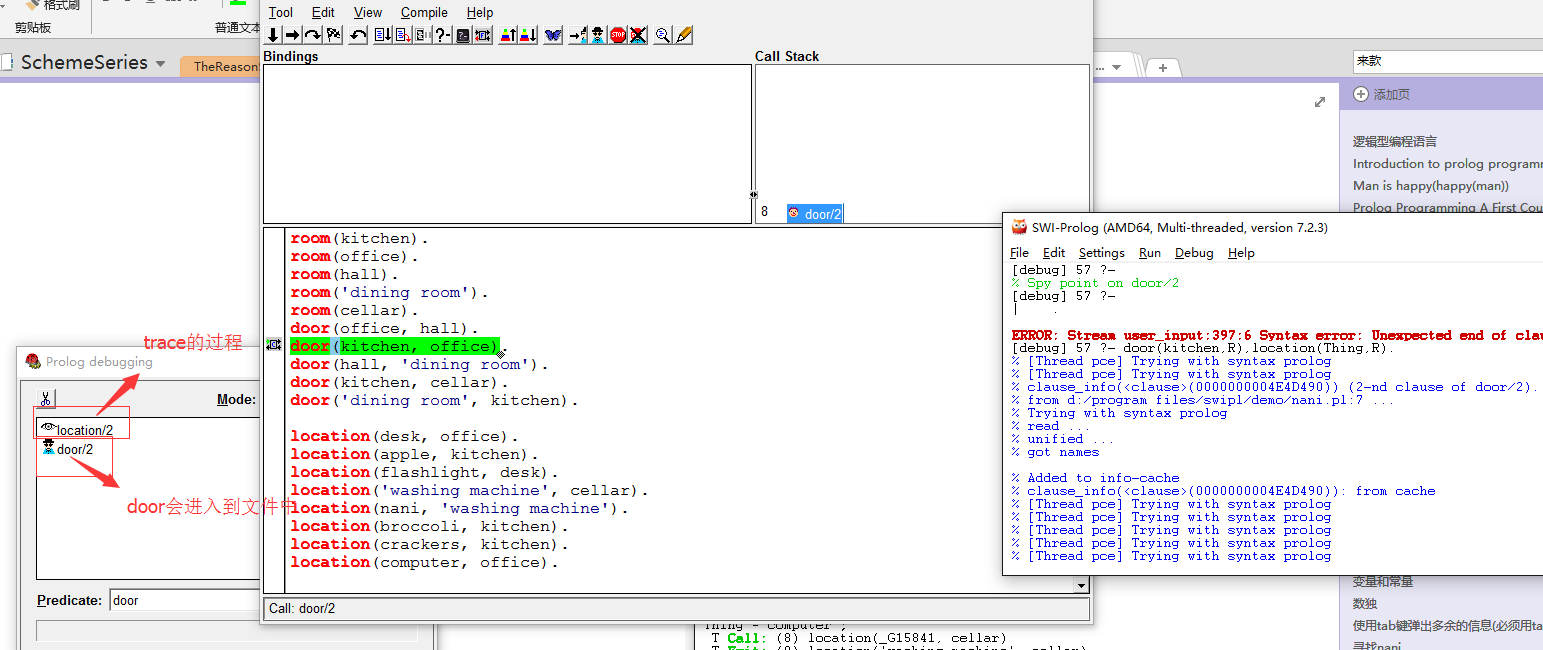 格式刷
剪贴板
普通文本
SchemeSeries
TheReason
Tool Edit View Compile Help
Bindings
Call Stack
8 door/2
room(kitchen).
room(office).
room(hall).
room('dining room').
room(cellar).
door(office, hall).
door(kitchen, office).
door(hall, 'dining room').
door(kitchen, cellar).
door('dining room', kitchen).
location(desk, office).
location(apple, kitchen).
location(flashlight, desk).
location('washing machine', cellar).
location(nani, 'washing machine').
location(broccoli, kitchen).
location(crackers, kitchen).
location(computer, office).
Call: door/2
trace的过程
Prolog debugging
Mode:
location/2
door/2
door会进入到文件中
Predicate: door
...
来款
添加页
逻辑型编程语言
Introduction to prolog programm
Man is happy(happy(man))
Prolog Programming A First Cou
SWI-Prolog (AMD64, Multi-threaded, version 7.2.3)
File Edit Settings Run Debug Help
[debug] 57 ?-
% Spy point on door/2
[debug] 57 ?-
| .
ERROR: Stream user_input:397:6 Syntax error: Unexpected end of clau
[debug] 57 ?- door(kitchen,R),location(Thing,R).
% [Thread pce] Trying with syntax prolog
% [Thread pce] Trying with syntax prolog
% clause_info(<clause>(0000000004E4D490)) (2-nd clause of door/2).
% from d:/program files/swipl/demo/nani.pl:7 ...
% Trying with syntax prolog
% read ...
% unified ...
% got names
% Added to info-cache
% clause_info(<clause>(0000000004E4D490)): from cache
% [Thread pce] Trying with syntax prolog
% [Thread pce] Trying with syntax prolog
% [Thread pce] Trying with syntax prolog
% [Thread pce] Trying with syntax prolog
% [Thread pce] Trying with syntax prolog
变量和常量
数独
使用tab键弹出多余的信息(必须用ta
寻找nani
Thing = computer ;
T Call: (8) location(_G15841, cellar)
T Exit: (8) location('washing machine', cellar)